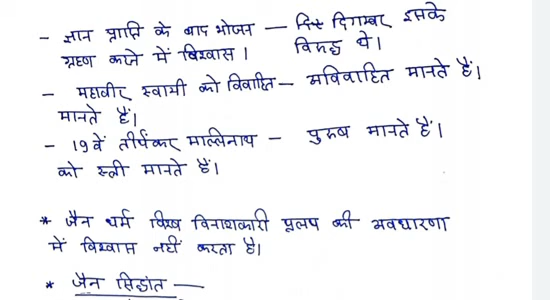 - ज्ञान प्राप्ति के बाद भोजन — दिग दिगम्बर इसके
ग्रहण करने में विश्वास। विरुद्ध थे।
- महावीर स्वामी को विवाहित — अविवाहित मानते हैं।
मानते हैं।
- 19वें तीर्थंकर माल्लिनाथ - पुरुष मानते हैं।
को स्त्री मानते हैं।
* जैन धर्म विश्व विनाशकारी प्रलय की अवधारणा
में विश्वास नहीं करता है।
* जैन सिद्धांत —